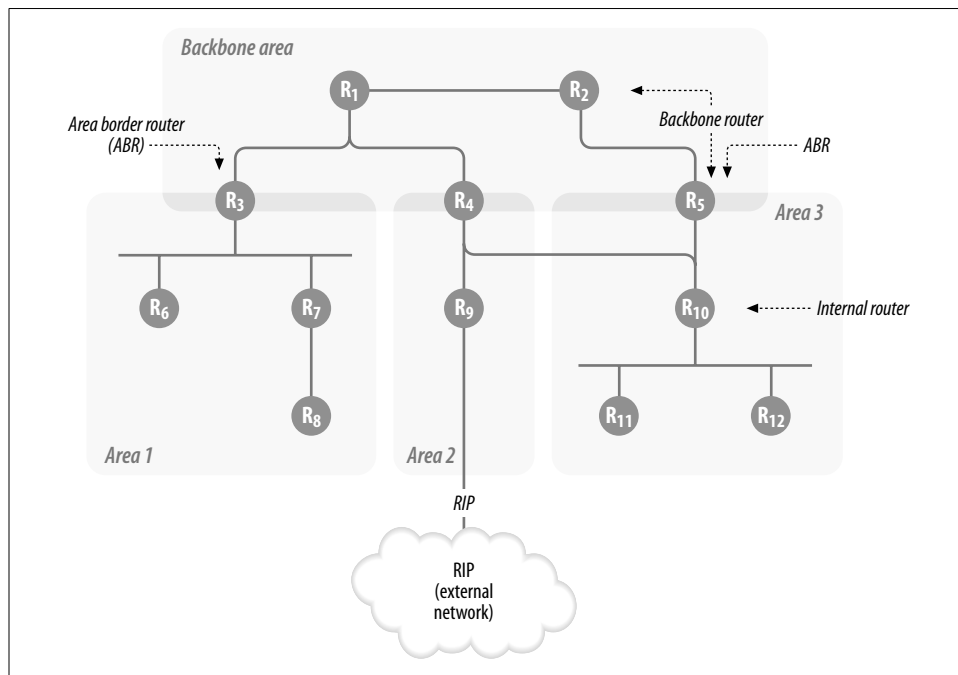 Backbone area
R1
R2
Area border router
(ABR)
Backbone router
ABR
R3
R4
R5
Area 3
R6
R7
R9
R10
Internal router
R8
R11
R12
Area 1
Area 2
RIP
RIP
(external
network)